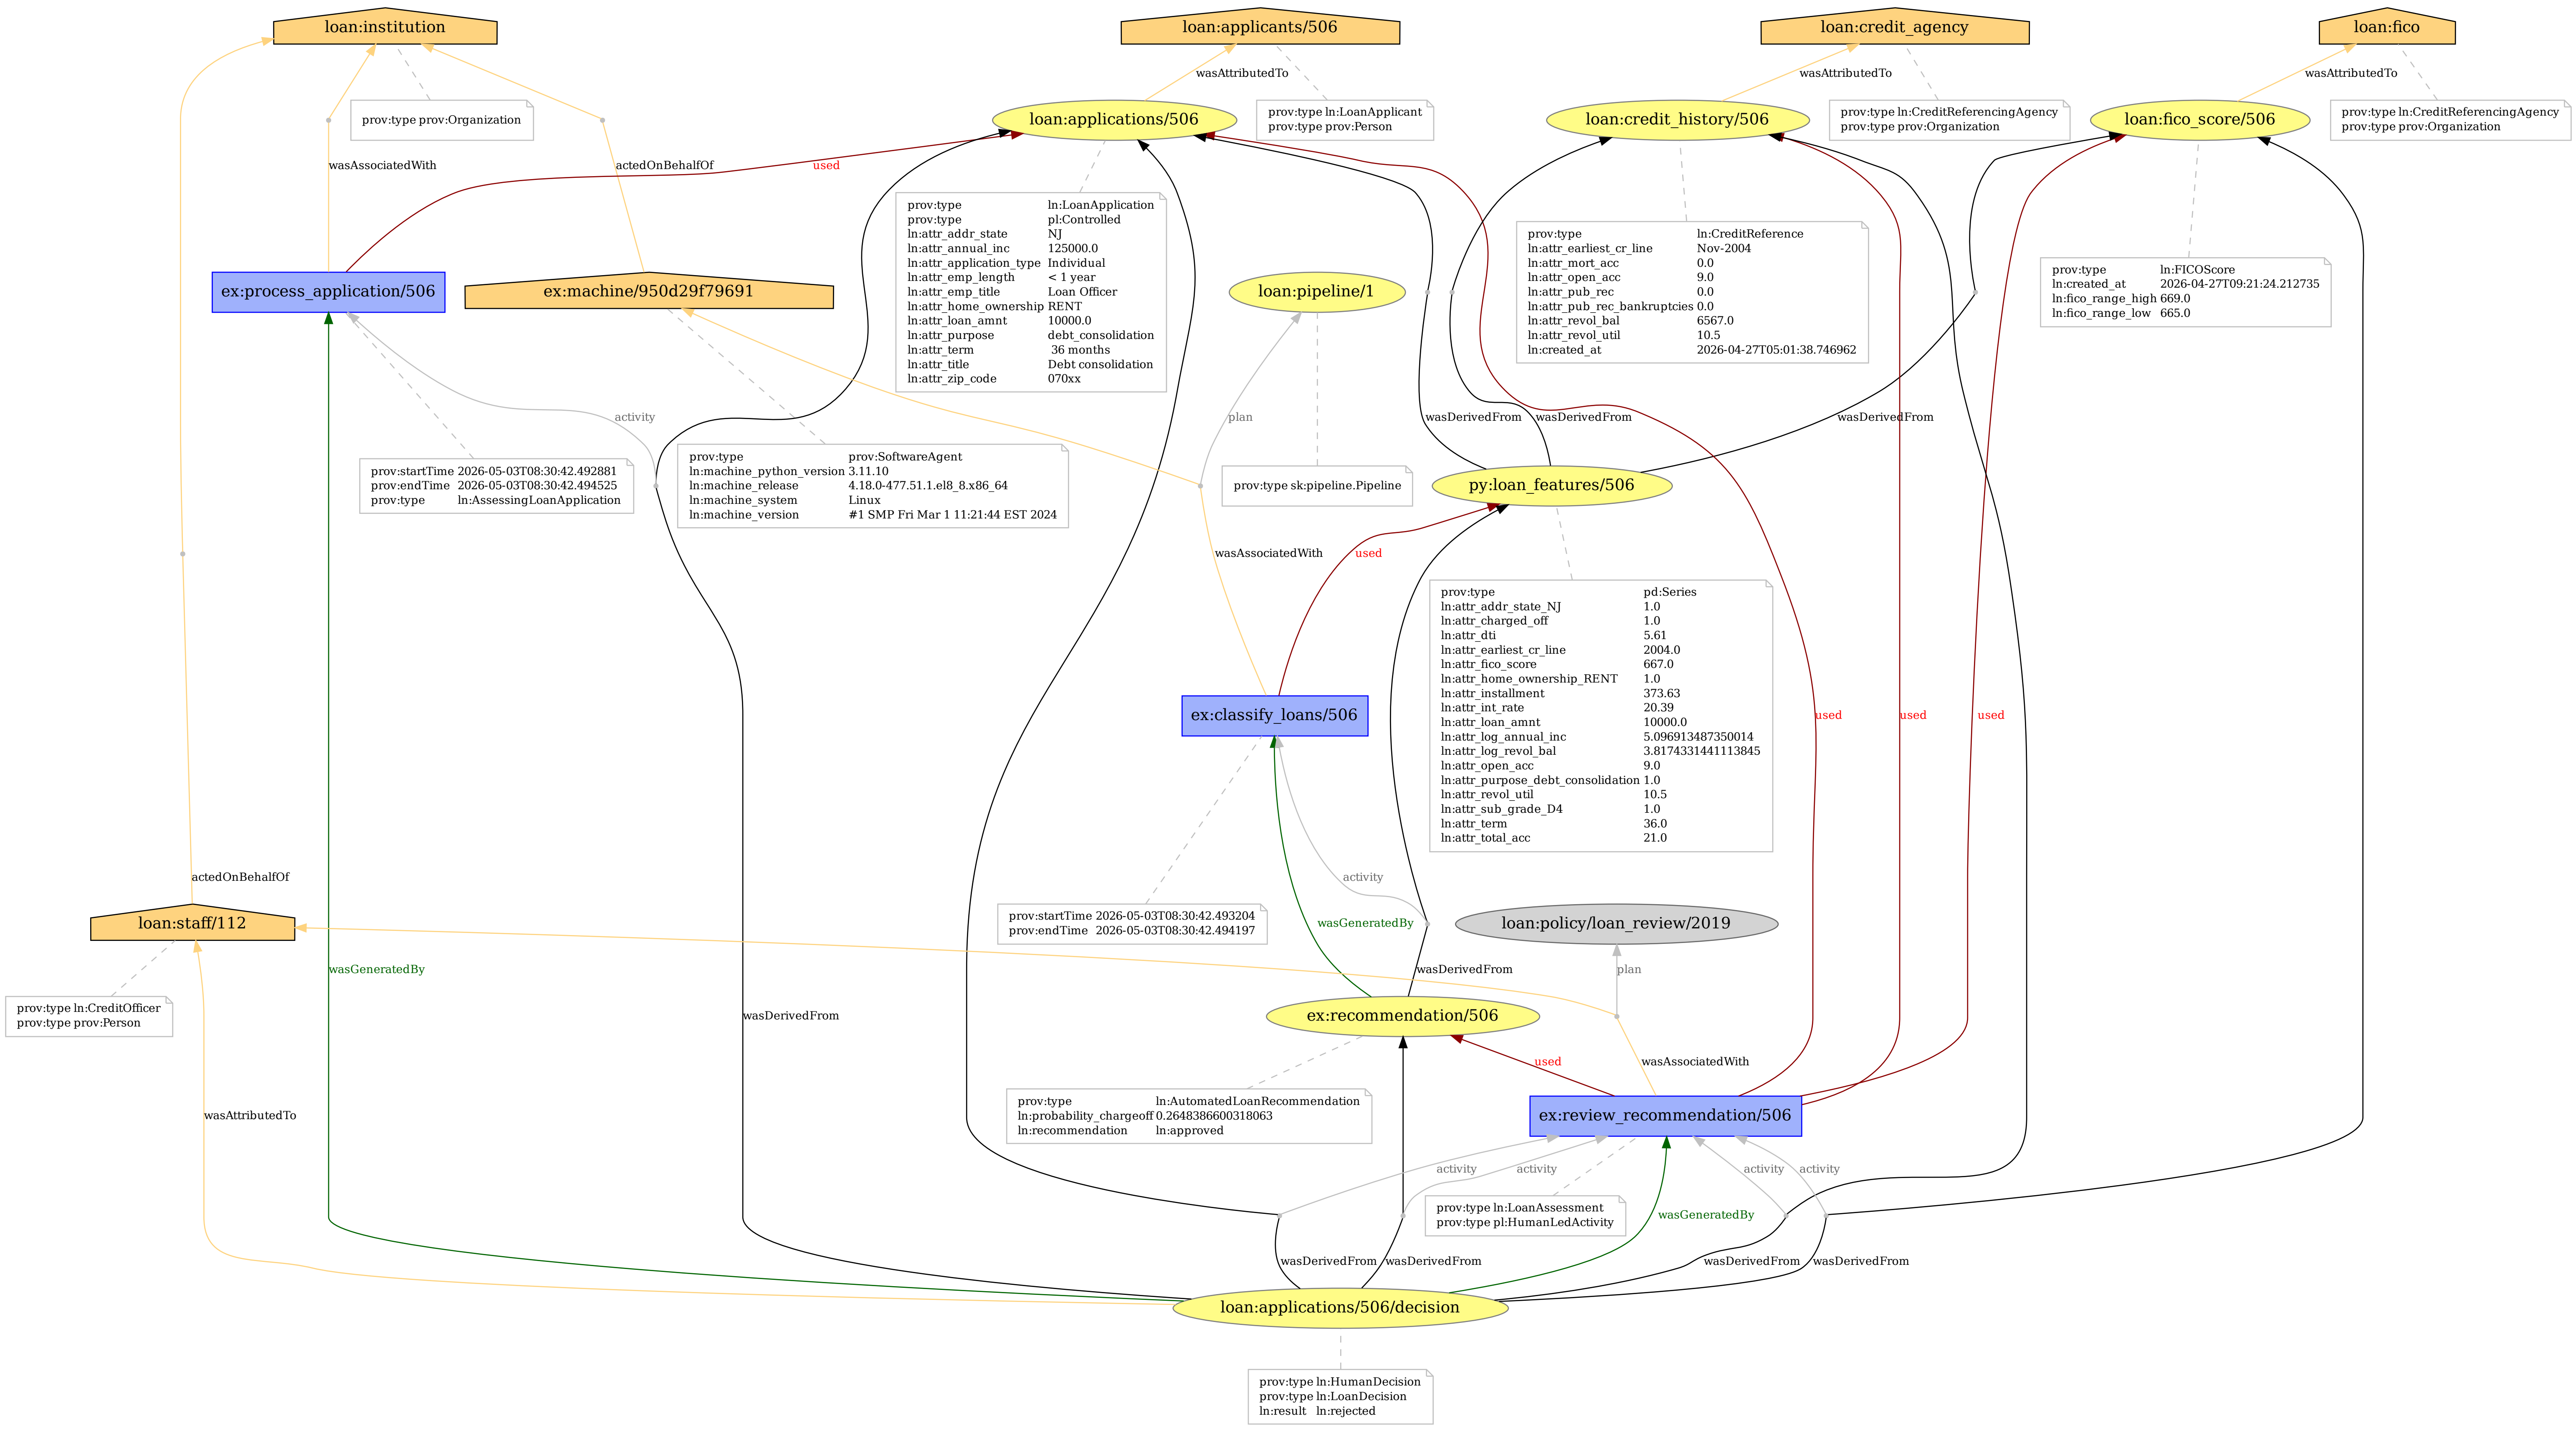 loan:institution
loan:applicants/506
loan:credit_agency
loan:fico
wasAttributedTo
wasAttributedTo
wasAttributedTo
prov:type prov:Organization
loan:applications/506
prov:type ln:LoanApplicant
prov:type prov:Person
loan:credit_history/506
prov:type ln:CreditReferencingAgency
prov:type prov:Organization
loan:fico_score/506
prov:type ln:CreditReferencingAgency
prov:type prov:Organization
wasAssociatedWith
actedOnBehalfOf
used
prov:type ln:LoanApplication
prov:type pl:Controlled
ln:attr_addr_state NJ
ln:attr_annual_inc 125000.0
ln:attr_application_type Individual
ln:attr_emp_length < 1 year
ln:attr_emp_title Loan Officer
ln:attr_home_ownership RENT
ln:attr_loan_amnt 10000.0
ln:attr_purpose debt_consolidation
ln:attr_term 36 months
ln:attr_title Debt consolidation
ln:attr_zip_code 070xx
prov:type ln:CreditReference
ln:attr_earliest_cr_line Nov-2004
ln:attr_mort_acc 0.0
ln:attr_open_acc 9.0
ln:attr_pub_rec 0.0
ln:attr_pub_rec_bankruptcies 0.0
ln:attr_revol_bal 6567.0
ln:attr_revol_util 10.5
ln:created_at 2026-04-27T05:01:38.746962
prov:type ln:FICOScore
ln:created_at 2026-04-27T09:21:24.212735
ln:fico_range_high 669.0
ln:fico_range_low 665.0
ex:process_application/506
ex:machine/950d29f79691
loan:pipeline/1
activity
plan
wasDerivedFrom
wasDerivedFrom
wasDerivedFrom
prov:startTime 2026-05-03T08:30:42.492881
prov:endTime 2026-05-03T08:30:42.494525
prov:type ln:AssessingLoanApplication
prov:type prov:SoftwareAgent
ln:machine_python_version 3.11.10
ln:machine_release 4.18.0-477.51.1.el8_8.x86_64
ln:machine_system Linux
ln:machine_version #1 SMP Fri Mar 1 11:21:44 EST 2024
prov:type sk:pipeline.Pipeline
py:loan_features/506
wasAssociatedWith
used
prov:type pd:Series
ln:attr_addr_state_NJ 1.0
ln:attr_charged_off 1.0
ln:attr_dti 5.61
ln:attr_earliest_cr_line 2004.0
ln:attr_fico_score 667.0
ln:attr_home_ownership_RENT 1.0
ln:attr_installment 373.63
ln:attr_int_rate 20.39
ln:attr_loan_amnt 10000.0
ln:attr_log_annual_inc 5.096913487350014
ln:attr_log_revol_bal 3.8174331441113845
ln:attr_open_acc 9.0
ln:attr_purpose_debt_consolidation 1.0
ln:attr_revol_util 10.5
ln:attr_sub_grade_D4 1.0
ln:attr_term 36.0
ln:attr_total_acc 21.0
ex:classify_loans/506
used
used
used
actedOnBehalfOf
activity
loan:staff/112
prov:startTime 2026-05-03T08:30:42.493204
prov:endTime 2026-05-03T08:30:42.494197
wasGeneratedBy
loan:policy/loan_review/2019
wasGeneratedBy
wasDerivedFrom
plan
prov:type ln:CreditOfficer
prov:type prov:Person
wasDerivedFrom
ex:recommendation/506
used
wasAssociatedWith
wasAttributedTo
prov:type ln:AutomatedLoanRecommendation
ln:probability_chargeoff 0.2648386600318063
ln:recommendation ln:approved
ex:review_recommendation/506
activity
activity
activity
activity
prov:type ln:LoanAssessment
prov:type pl:HumanLedActivity
wasGeneratedBy
wasDerivedFrom
wasDerivedFrom
wasDerivedFrom
wasDerivedFrom
loan:applications/506/decision
prov:type ln:HumanDecision
prov:type ln:LoanDecision
ln:result ln:rejected